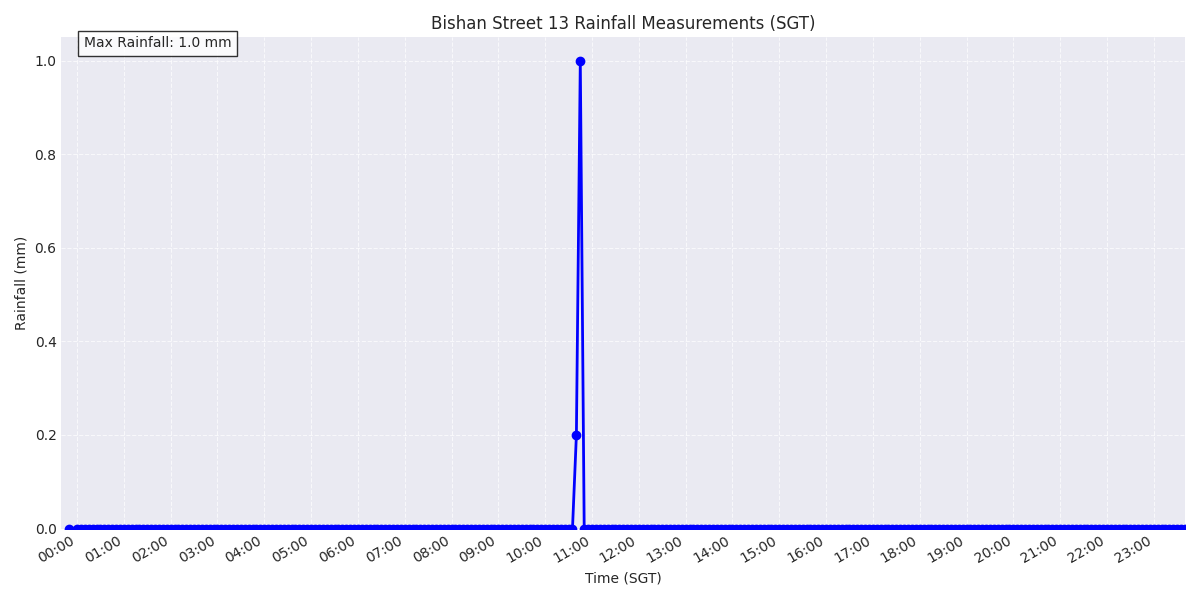 Bishan Street 13 Rainfall Measurements (SGT)
Max Rainfall: 1.0 mm
1.0
0.8
0.6
0.4
0.2
0.0
Rainfall (mm)
00:00 01:00 02:00 03:00 04:00 05:00 06:00 07:00 08:00 09:00 10:00 11:00 12:00 13:00 14:00 15:00 16:00 17:00 18:00 19:00 20:00 21:00 22:00 23:00
Time (SGT)